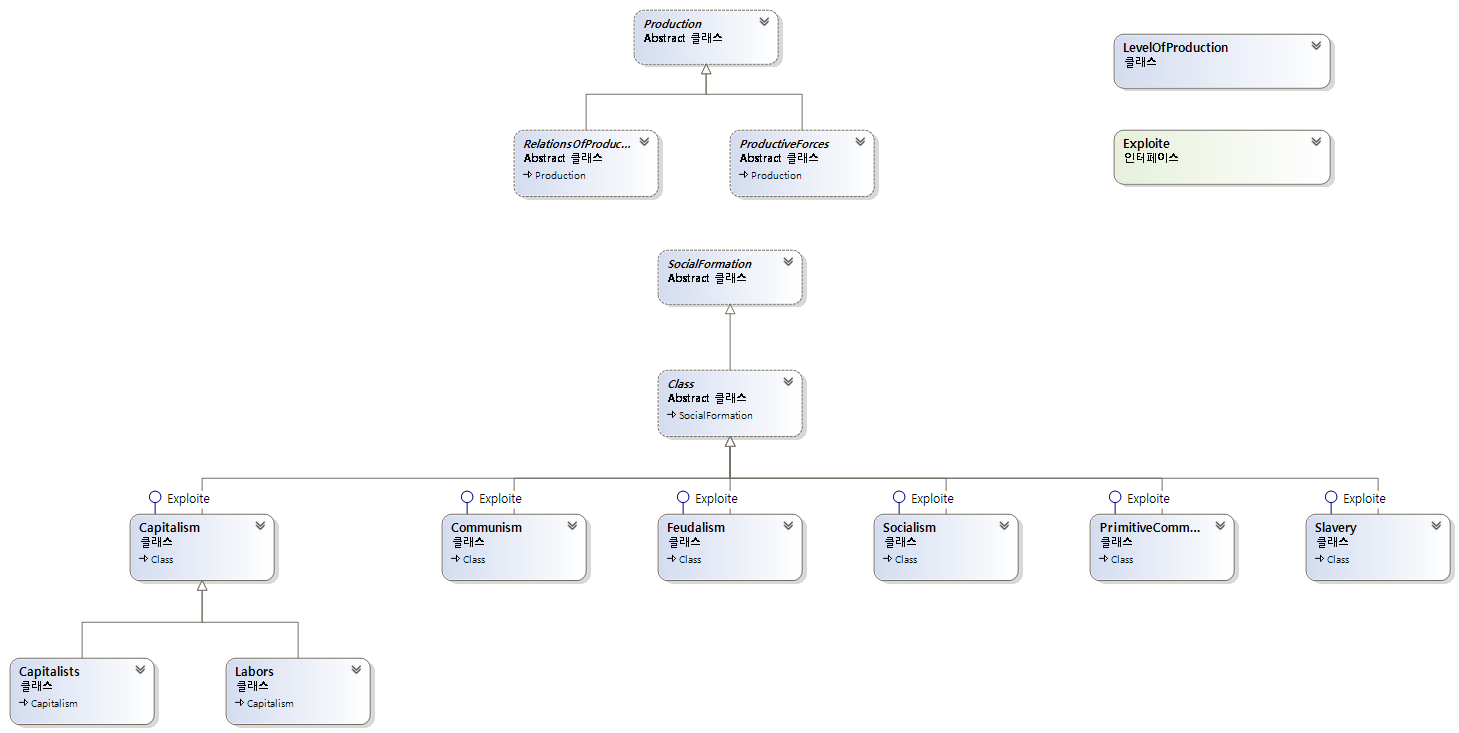 Production
Abstract 클래스
LevelOfProduction
클래스
RelationsOfProduc...
Abstract 클래스
Production
ProductiveForces
Abstract 클래스
Production
Exploite
인터페이스
SocialFormation
Abstract 클래스
Class
Abstract 클래스
SocialFormation
Exploite
Capitalism
클래스
Class
Exploite
Communism
클래스
Class
Exploite
Feudalism
클래스
Class
Exploite
Socialism
클래스
Class
Exploite
PrimitiveComm...
클래스
Class
Exploite
Slavery
클래스
Class
Capitalists
클래스
Capitalism
Labors
클래스
Capitalism